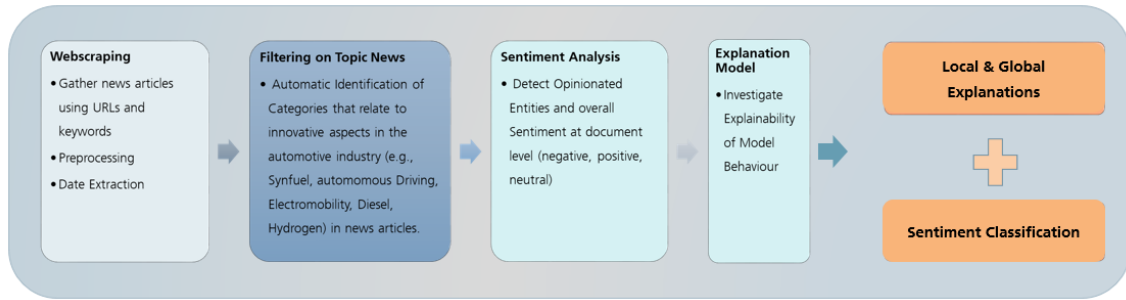 Webscraping
• Gather news articles
using URLs and
keywords
• Preprocessing
• Date Extraction
Filtering on Topic News
• Automatic Identification of
Categories that relate to
innovative aspects in the
automotive industry (e.g.,
Synfuel, automomous Driving,
Electromobility, Diesel,
Hydrogen) in news articles.
Sentiment Analysis
• Detect Opinionated
Entities and overall
Sentiment at document
level (negative, positive,
neutral)
Explanation
Model
• Investigate
Explainability
of Model
Behaviour
Local & Global
Explanations
Sentiment Classification